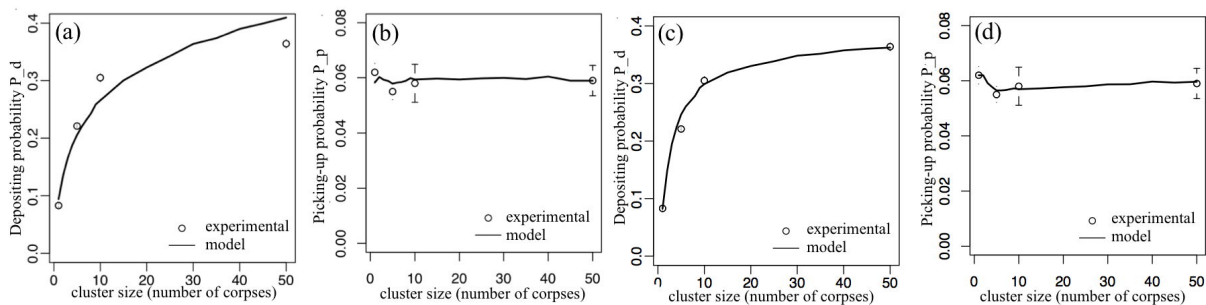 (a)
Depositing probability P_d
0.0
0.1
0.2
0.3
0.4
experimental
model
0 10 20 30 40 50
cluster size (number of corpses)
(b)
Picking-up probability P_p
0.00
0.02
0.04
0.06
0.08
experimental
model
0 10 20 30 40 50
cluster size (number of corpses)
(c)
Depositing probability P_d
0.0
0.1
0.2
0.3
0.4
experimental
model
0 10 20 30 40 50
cluster size (number of corpses)
(d)
Picking-up probability P_p
0.00
0.02
0.04
0.06
0.08
experimental
model
0 10 20 30 40 50
cluster size (number of corpses)